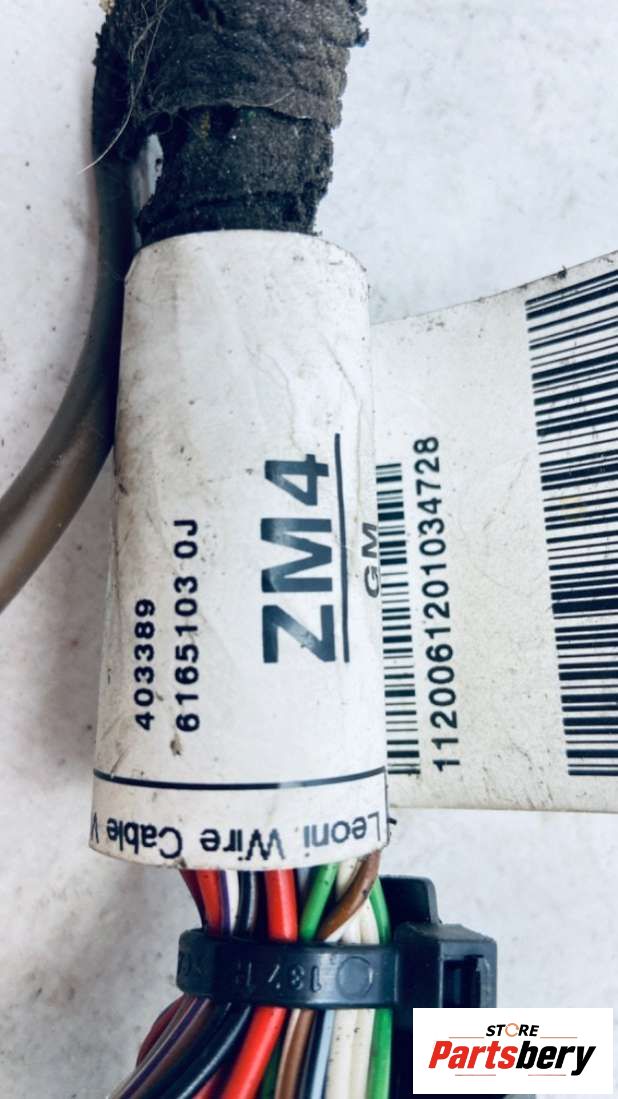 403389
6165103 0J
ZM4
GM
1120061201034728
Leoni Wire Cable
STORE
Partsbery